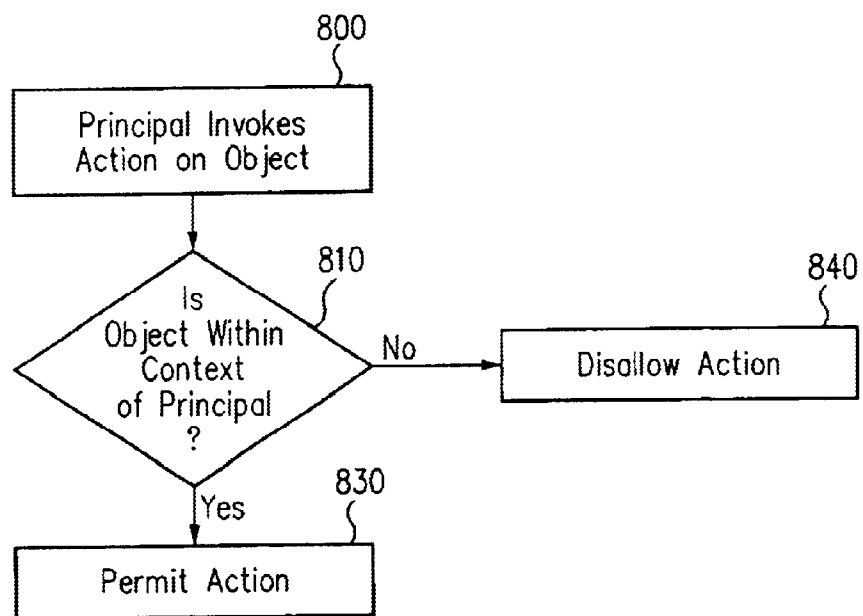 800
Principal Invokes
Action on Object
810
Is
Object Within
Context
of Principal
?
No
840
Disallow Action
Yes
830
Permit Action